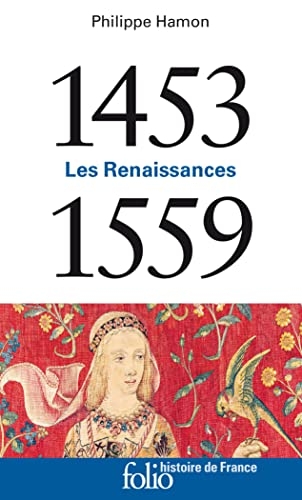 Philippe Hamon
1453
Les Renaissances
1559
folio histoire de France